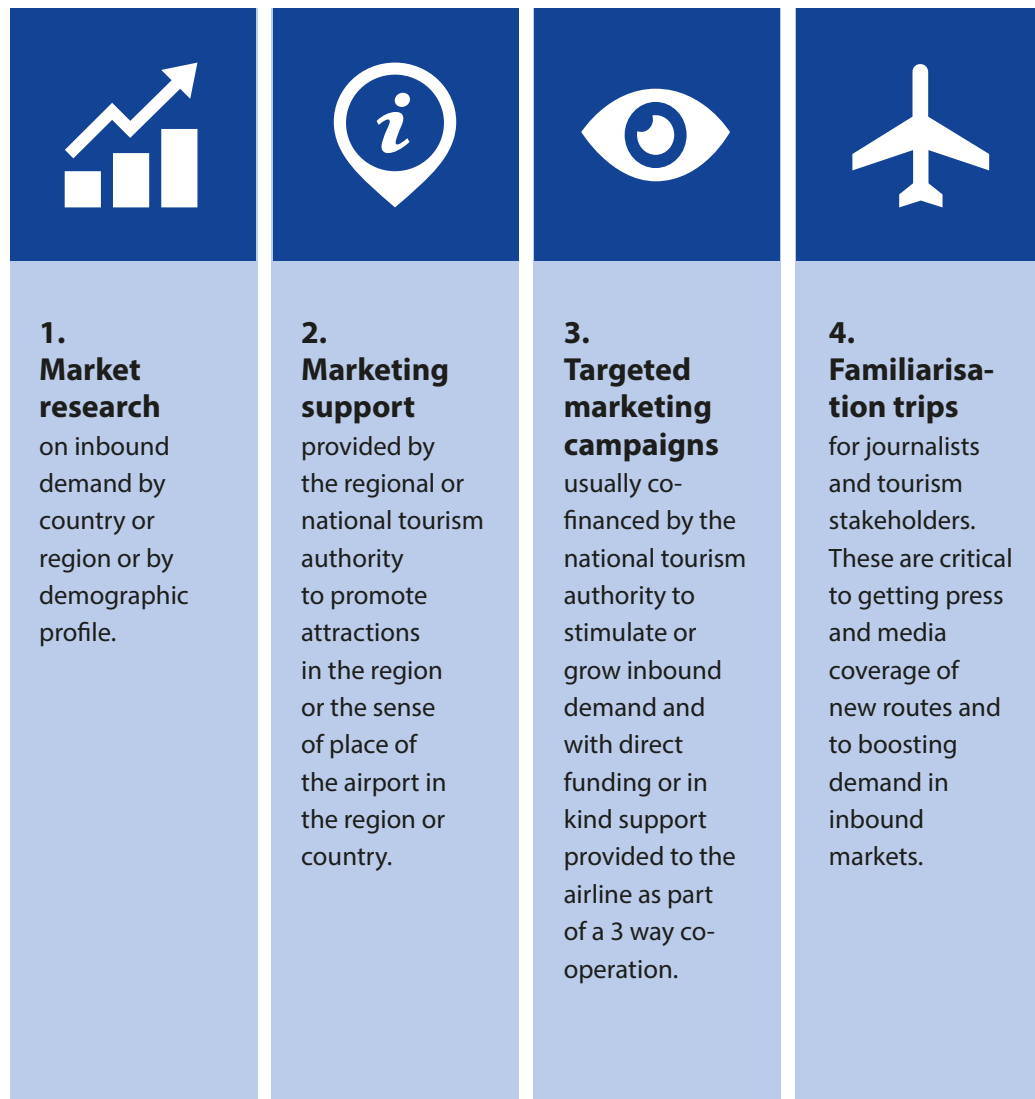 i
1.
Market
research
on inbound
demand by
country or
region or by
demographic
profile.
2.
Marketing
support
provided by
the regional or
national tourism
authority
to promote
attractions
in the region
or the sense
of place of
the airport in
the region or
country.
3.
Targeted
marketing
campaigns
usually co-
financed by the
national tourism
authority to
stimulate or
grow inbound
demand and
with direct
funding or in
kind support
provided to the
airline as part
of a 3 way co-
operation.
4.
Familiarisa-
tion trips
for journalists
and tourism
stakeholders.
These are critical
to getting press
and media
coverage of
new routes and
to boosting
demand in
inbound
markets.